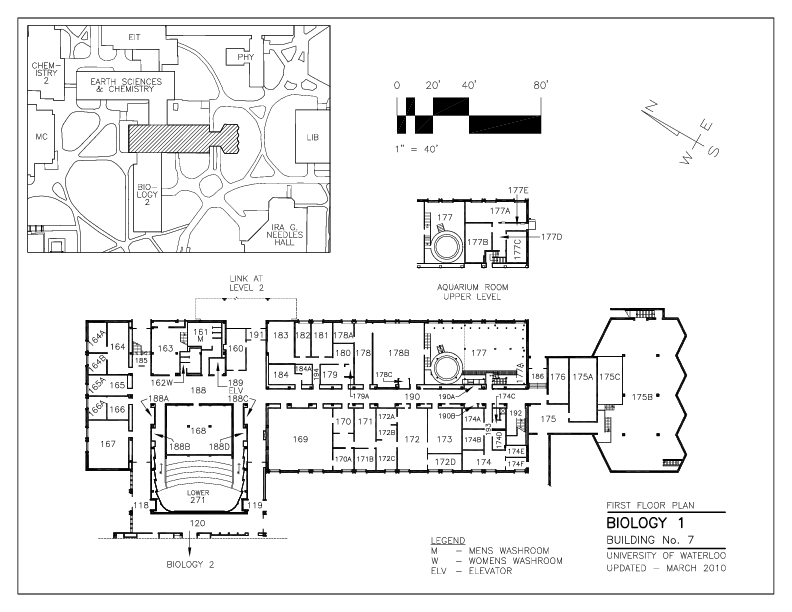 EIT
PHY
CHEM-
ISTRY
2
EARTH SCIENCES
& CHEMISTRY
MC
LIB
BIO-
LOGY
2
IRA G.
NEEDLES
HALL
0 20' 40' 80'
1" = 40'
N
E
W
S
177E
177 177A
177B 177C 177D
AQUARIUM ROOM
UPPER LEVEL
LINK AT
LEVEL 2
164A 164 163 161 M 160 191 183 182 181 178A
185 180 178 178B 177
164B 184 184A 194 179 178C 177A 186 176 175A 175C
165A 165 162W 188 189 ELV 179A 190 190A 174C 175B
188A 188C 190B
166A 166 168 170 171 172A 174A 193 192 175
172B 174B 174D
167 188B 188D 169 172 173
170A 171B 172C 172D 174 174E
174F
LOWER
271
118 119
120
BIOLOGY 2
LEGEND
M – MENS WASHROOM
W – WOMENS WASHROOM
ELV – ELEVATOR
FIRST FLOOR PLAN
BIOLOGY 1
BUILDING No. 7
UNIVERSITY OF WATERLOO
UPDATED – MARCH 2010